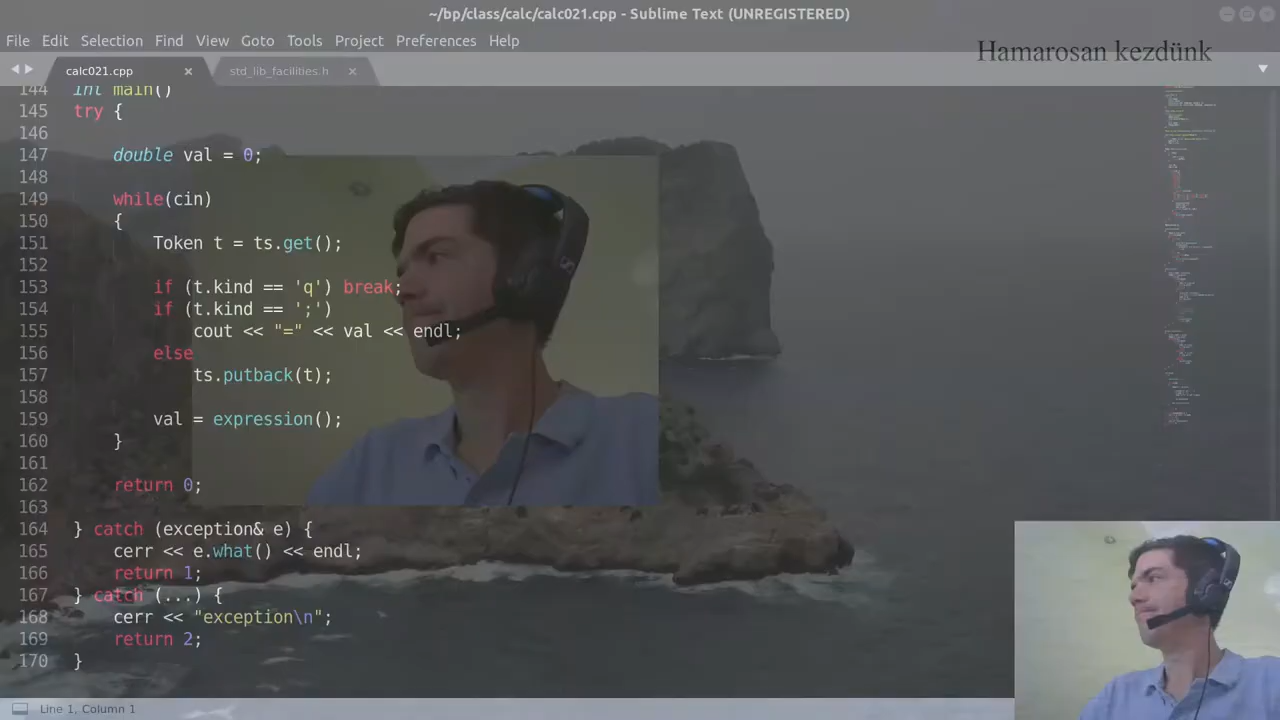 ~/bp/class/calc/calc021.cpp - Sublime Text (UNREGISTERED)
File Edit Selection Find View Goto Tools Project Preferences Help
Hamarosan kezdünk
calc021.cpp × std_lib_facilities.h ×
144 int main()
145 try {
146
147 double val = 0;
148
149 while(cin)
150 {
151 Token t = ts.get();
152
153 if (t.kind == 'q') break;
154 if (t.kind == ';')
155 cout << "=" << val << endl;
156 else
157 ts.putback(t);
158
159 val = expression();
160 }
161
162 return 0;
163
164 } catch (exception& e) {
165 cerr << e.what() << endl;
166 return 1;
167 } catch (...) {
168 cerr << "exception\n";
169 return 2;
170 }
Line 1, Column 1